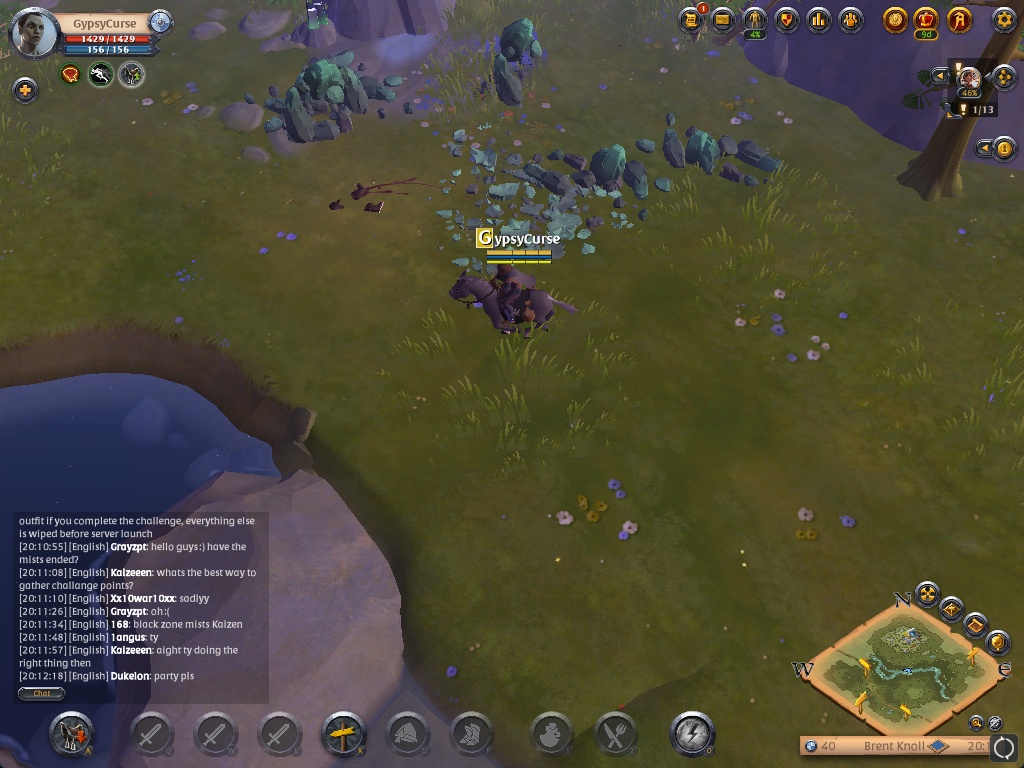 GypsyCurse
1429 / 1429
156 / 156
1
4%
9d
46%
1/13
GypsyCurse
outfit if you complete the challenge, everything else
is wiped before server launch
[20:10:55] [English] Grayzpt: hello guys:) have the
mists ended?
[20:11:08] [English] Kaizeeen: whats the best way to
gather challange points?
[20:11:10] [English] Xx10war10xx: sadlyy
[20:11:26] [English] Grayzpt: oh:(
[20:11:34] [English] 168: black zone mists Kaizen
[20:11:48] [English] 1angus: ty
[20:11:57] [English] Kaizeeen: aight ty doing the
right thing then
[20:12:18] [English] Dukelon: party pls
Chat
N
W
E
A
Q
W
E
R
D
F
40
Brent Knoll
20: